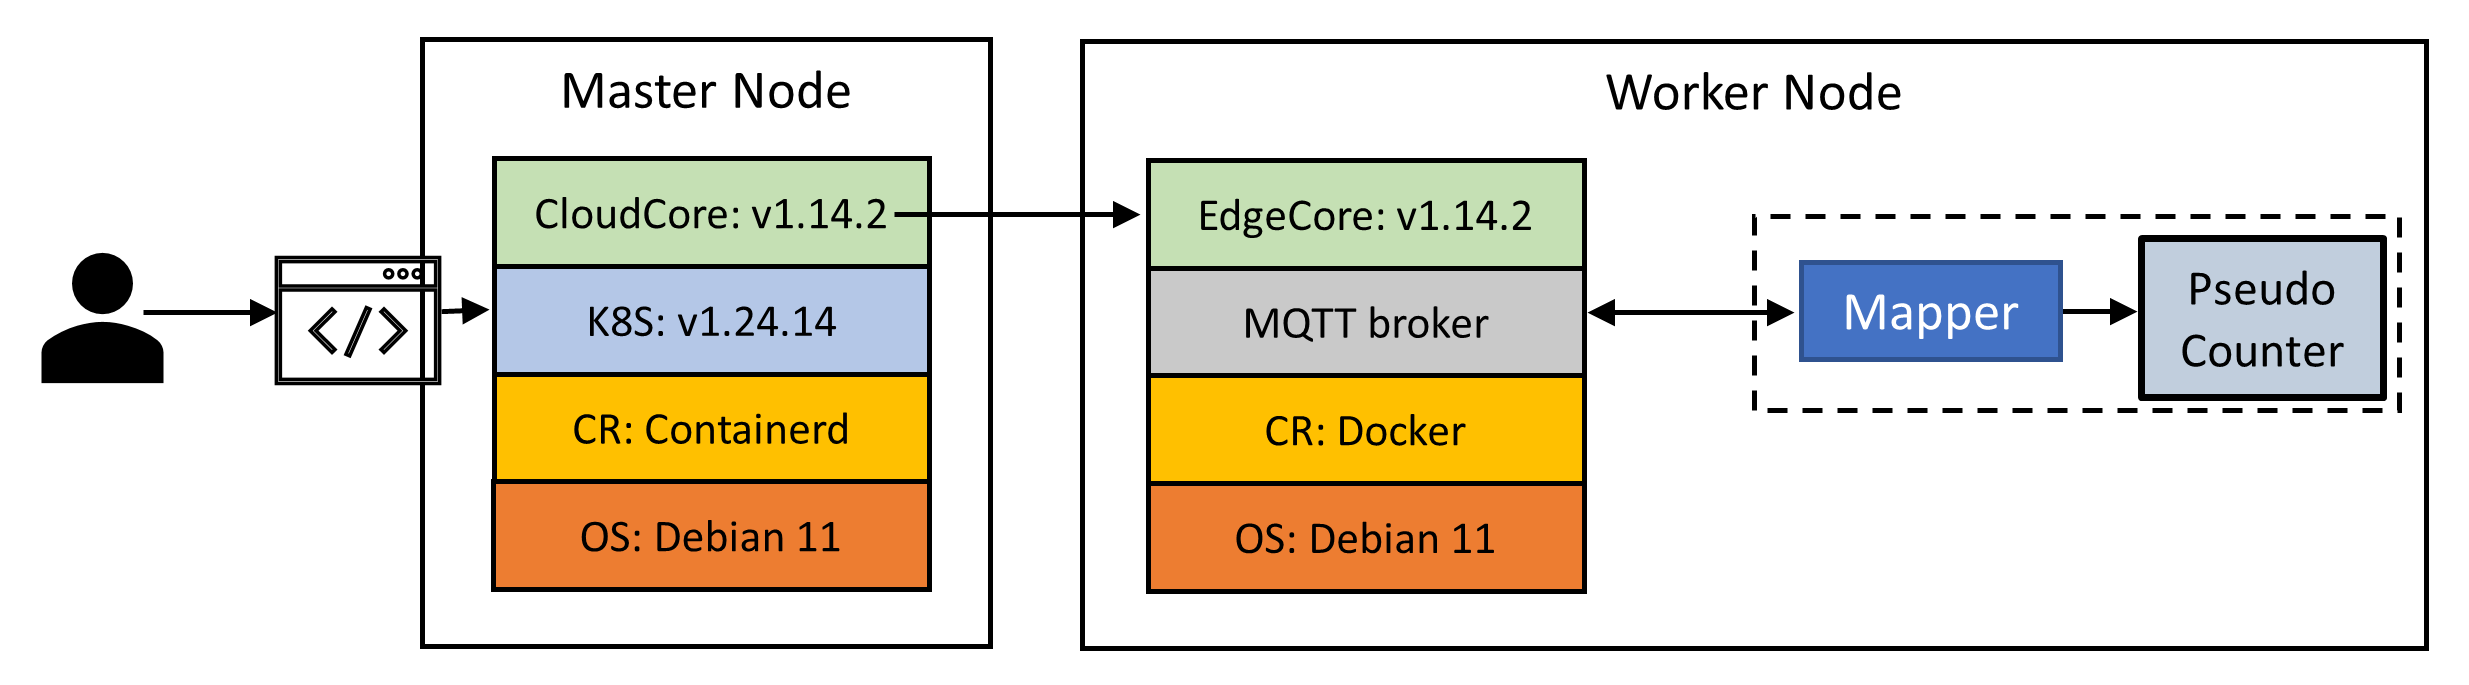 Master Node
CloudCore: v1.14.2
K8S: v1.24.14
CR: Containerd
OS: Debian 11
</>
Worker Node
EdgeCore: v1.14.2
MQTT broker
CR: Docker
OS: Debian 11
Mapper
Pseudo
Counter